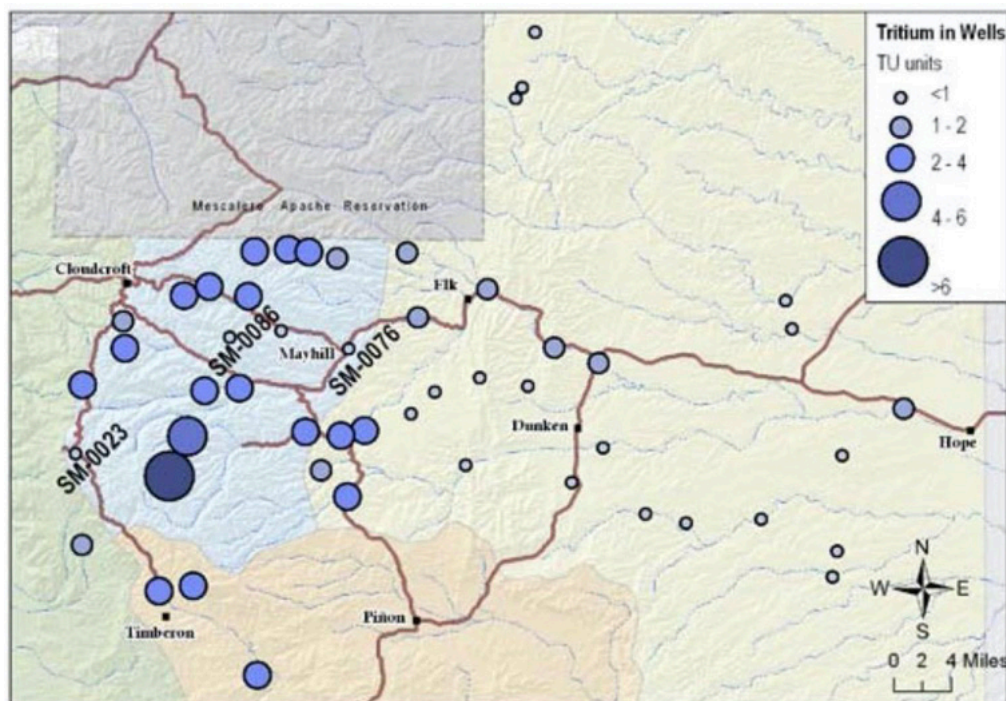 Tritium in Wells
TU units
<1
1 - 2
2 - 4
4 - 6
>6
Mescalero Apache Reservation
Cloudcroft
Elk
SM-0086
Mayhill
SM-0076
SM-0023
Dunken
Hope
Timberon
Piñon
N
W
E
S
0 2 4 Miles